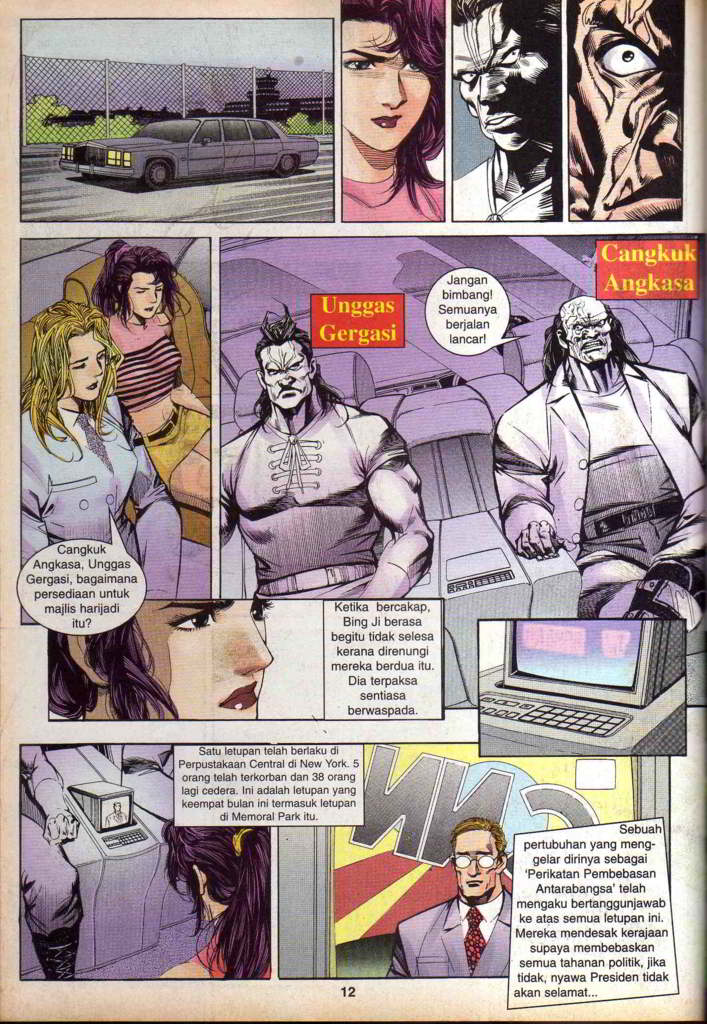 Unggas
Gergasi
Jangan
bimbang!
Semuanya
berjalan
lancar!
Cangkuk
Angkasa
Cangkuk
Angkasa, Unggas
Gergasi, bagaimana
persediaan untuk
majlis harijadi
itu?
Ketika bercakap,
Bing Ji berasa
begitu tidak selesa
kerana direnungi
mereka berdua itu.
Dia terpaksa
sentiasa
berwaspada.
Satu letupan telah berlaku di
Perpustakaan Central di New York. 5
orang telah terkorban dan 38 orang
lagi cedera. Ini adalah letupan yang
keempat bulan ini termasuk letupan
di Memoral Park itu.
CNN
Sebuah
pertubuhan yang meng-
gelar dirinya sebagai
'Perikatan Pembebasan
Antarabangsa' telah
mengaku bertanggunjawab
ke atas semua letupan ini.
Mereka mendesak kerajaan
supaya membebaskan
semua tahanan politik, jika
tidak, nyawa Presiden tidak
akan selamat...
12